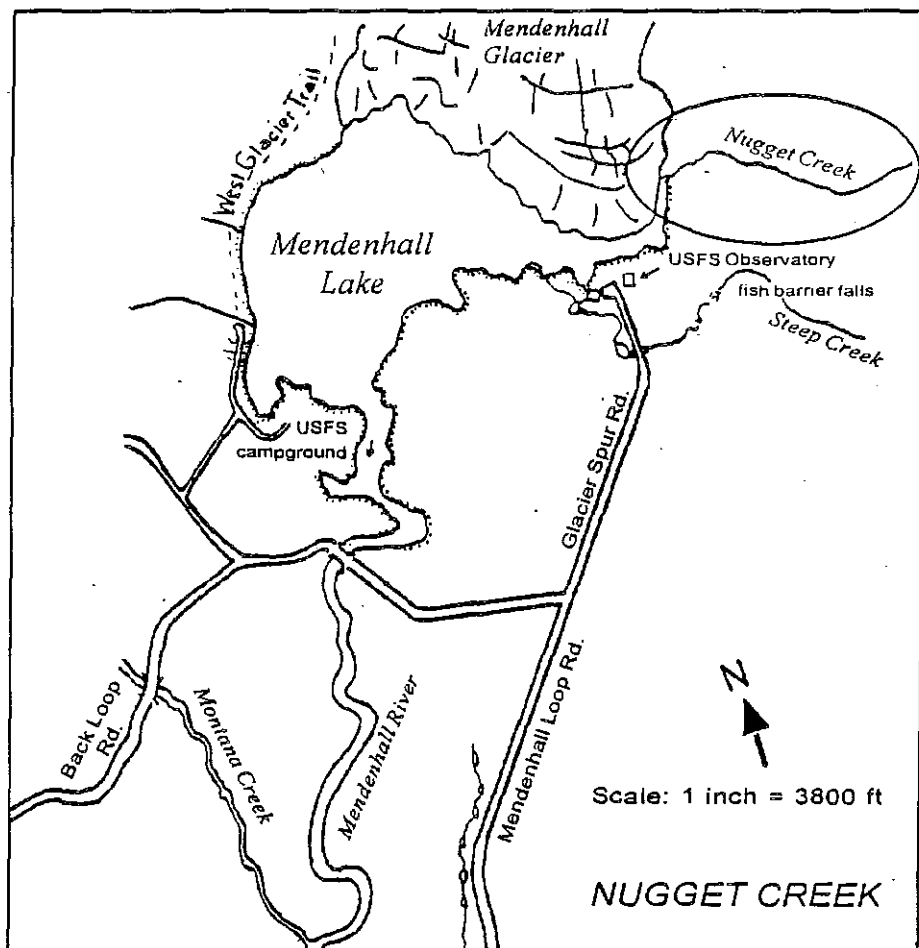 Mendenhall
Glacier
West Glacier Trail
Nugget Creek
Mendenhall
Lake
USFS Observatory
fish barrier falls
Steep Creek
USFS
campground
Glacier Spur Rd.
Back Loop
Rd.
Montana Creek
Mendenhall River
Mendenhall Loop Rd.
N
Scale: 1 inch = 3800 ft
NUGGET CREEK